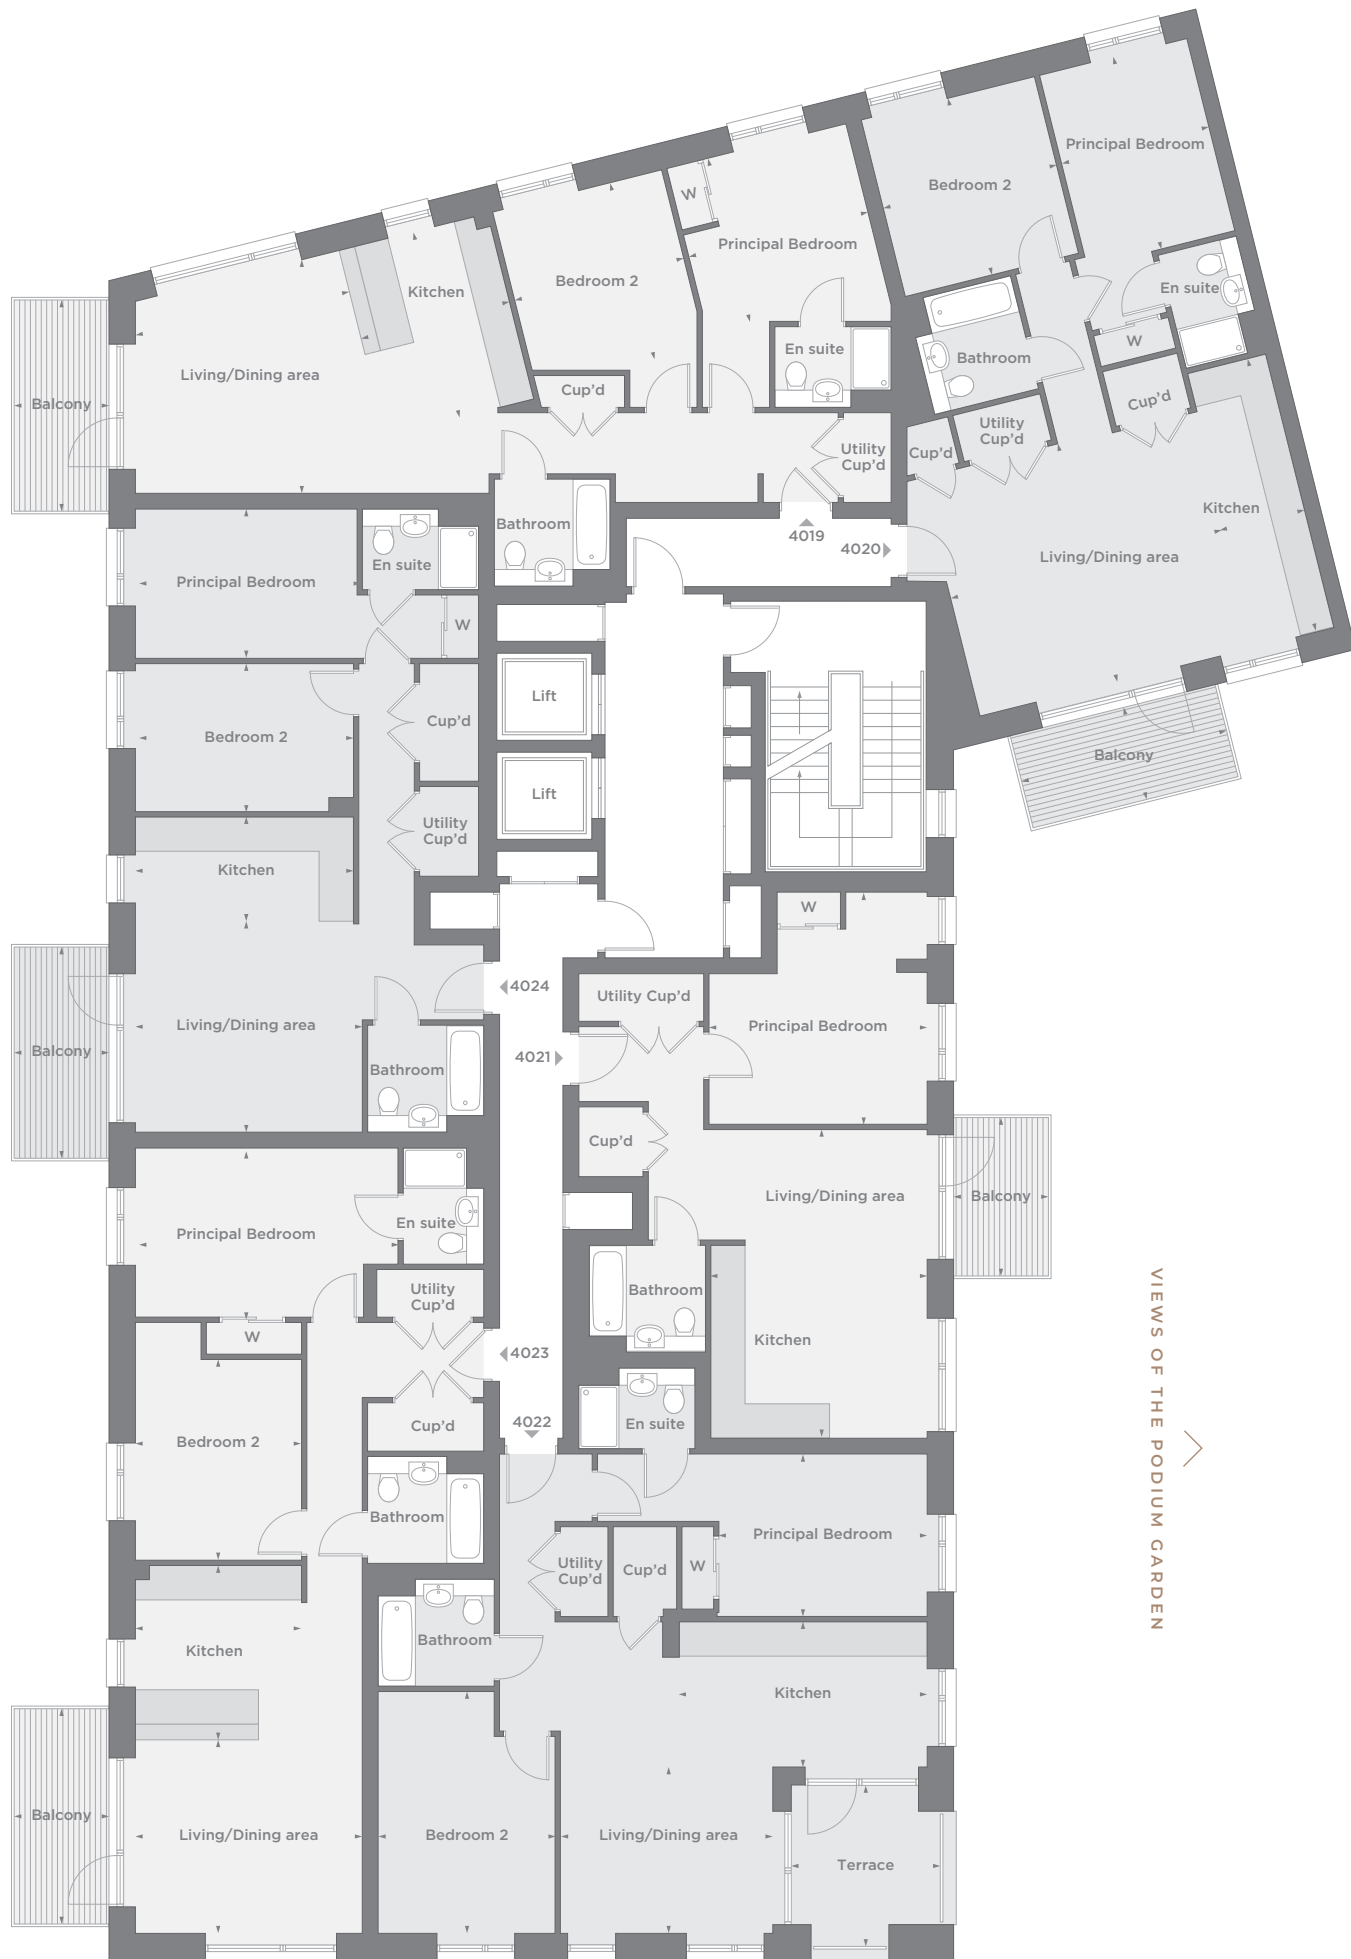 Principal Bedroom
Bedroom 2
W
Principal Bedroom
Bedroom 2
Kitchen
En suite
W
Bathroom
En suite
Living/Dining area
Cup'd
Cup'd
Balcony
Utility
Cup'd
Utility
Cup'd
Cup'd
Kitchen
Bathroom
4019
4020
Living/Dining area
En suite
Principal Bedroom
W
Lift
Cup'd
Bedroom 2
Balcony
Lift
Utility
Cup'd
Kitchen
W
4024
Utility Cup'd
Living/Dining area
Principal Bedroom
Balcony
4021
Bathroom
Cup'd
Living/Dining area
Balcony
En suite
Principal Bedroom
Utility
Cup'd
Bathroom
W
Kitchen
4023
4022
Cup'd
En suite
Bedroom 2
VIEWS OF THE PODIUM GARDEN
Bathroom
Principal Bedroom
Utility
Cup'd
Cup'd
W
Bathroom
Kitchen
Kitchen
Balcony
Living/Dining area
Bedroom 2
Living/Dining area
Terrace